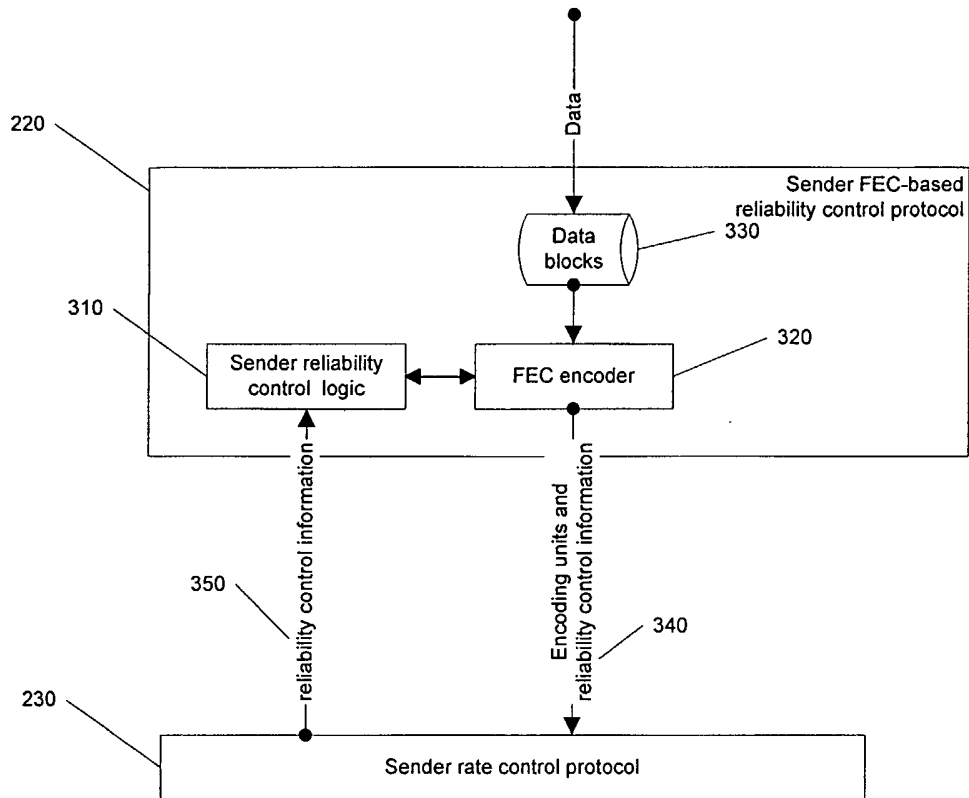 Data
220
Sender FEC-based
reliability control protocol
Data
blocks
330
310
320
Sender reliability
control logic
FEC encoder
reliability control information
Encoding units and
reliability control information
350
340
230
Sender rate control protocol